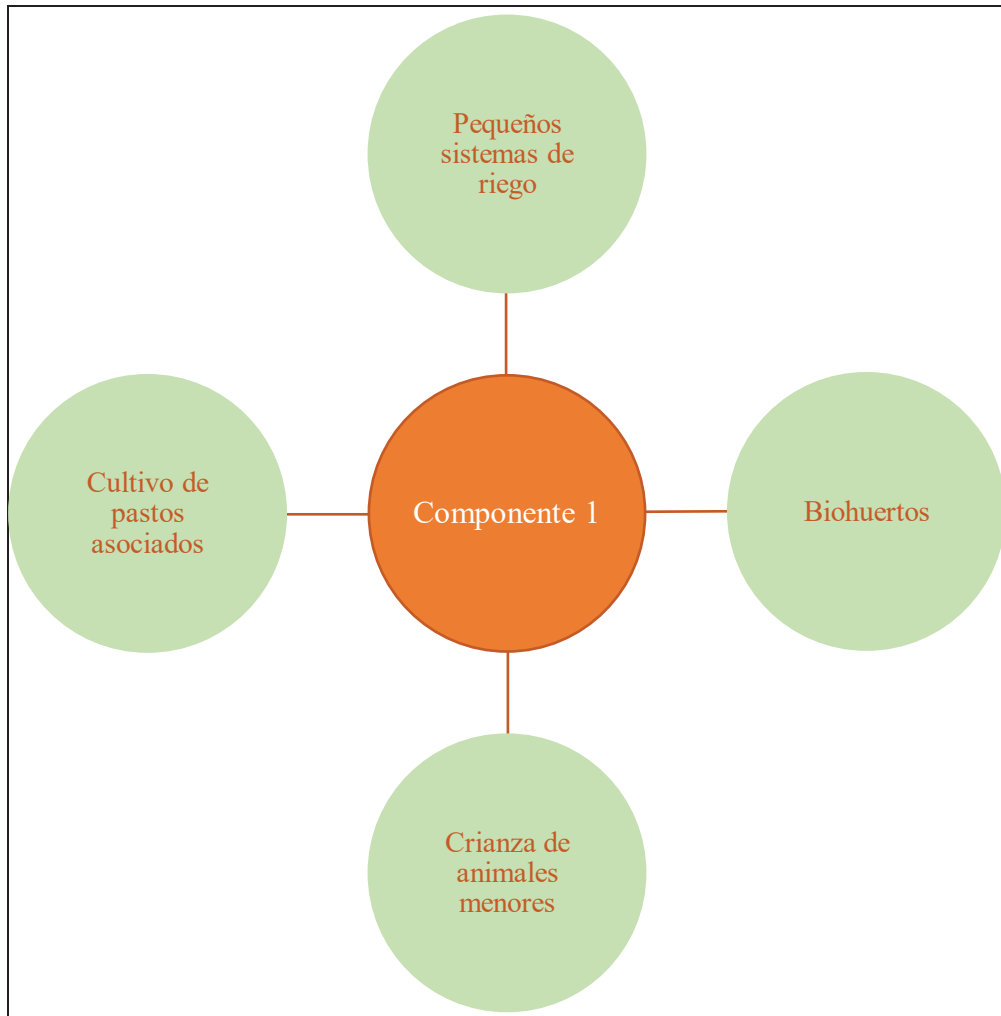 Pequeños
sistemas de
riego
Cultivo de
pastos
asociados
Componente 1
Biohuertos
Crianza de
animales
menores